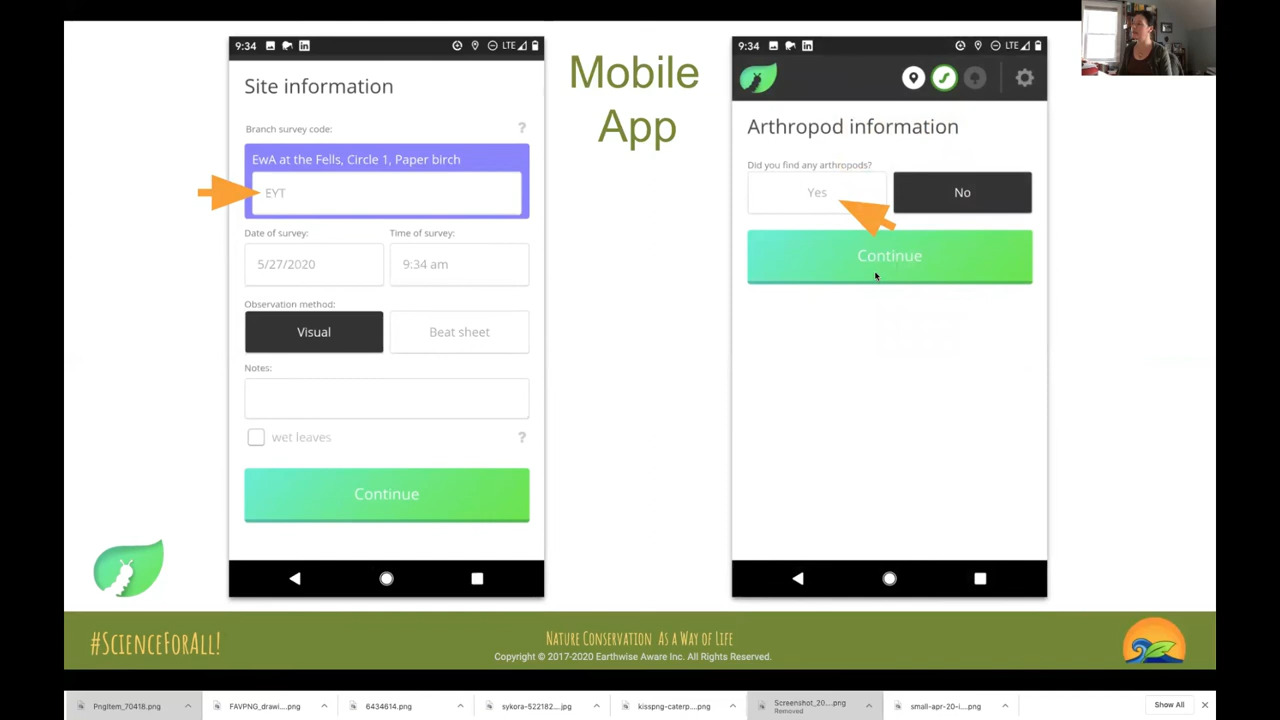 9:34
LTE
Site information
Branch survey code:
?
EwA at the Fells, Circle 1, Paper birch
EYT
Date of survey:
Time of survey:
5/27/2020
9:34 am
Observation method:
Visual
Beat sheet
Notes:
wet leaves
?
Continue
Mobile
App
9:34
LTE
Arthropod information
Did you find any arthropods?
Yes
No
Continue
#ScienceForAll!
Nature Conservation As a Way of Life
Copyright © 2017-2020 Earthwise Aware Inc. All Rights Reserved.
PngItem_70418.png
FAVPNG_drawi....png
6434614.png
sykora-522182...jpg
kisspng-caterp....png
Screenshot_20....png
Removed
small-apr-20-i....png
Show All